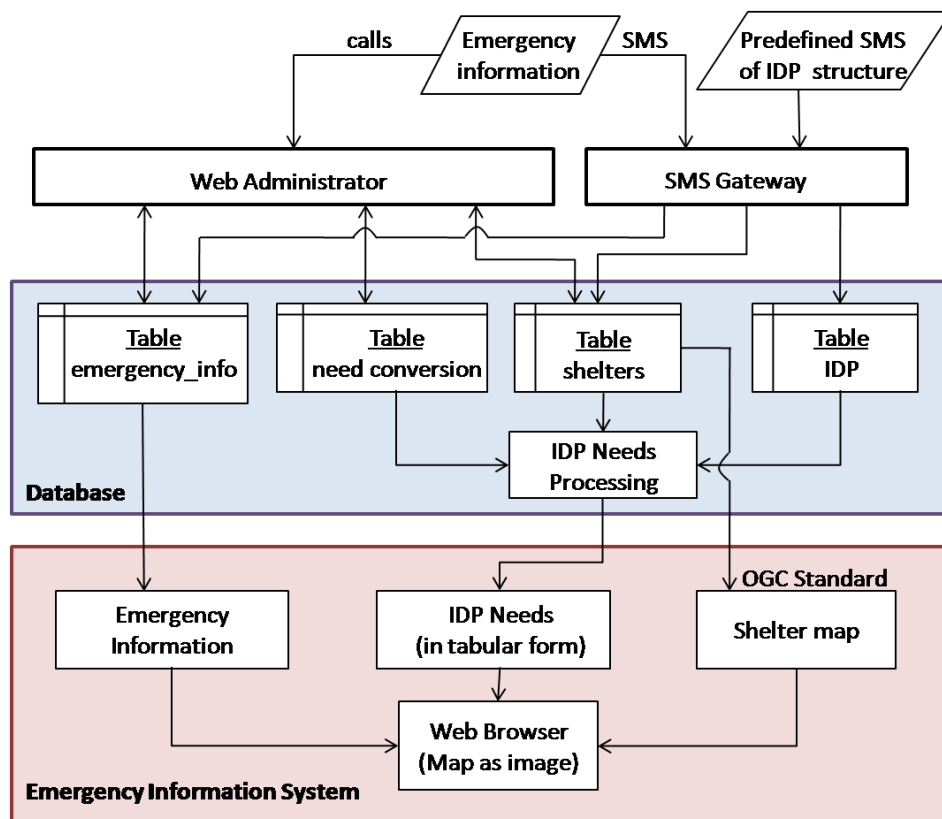 calls
Emergency
information
SMS
Predefined SMS
of IDP structure
Web Administrator
SMS Gateway
Table
emergency_info
Table
need conversion
Table
shelters
Table
IDP
IDP Needs
Processing
Database
OGC Standard
Emergency
Information
IDP Needs
(in tabular form)
Shelter map
Web Browser
(Map as image)
Emergency Information System